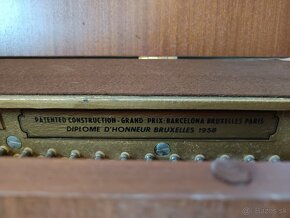 PATENTED CONSTRUCTION - GRAND PRIX: BARCELONA BRUXELLES PARIS
DIPLOME D'HONNEUR BRUXELLES 1958